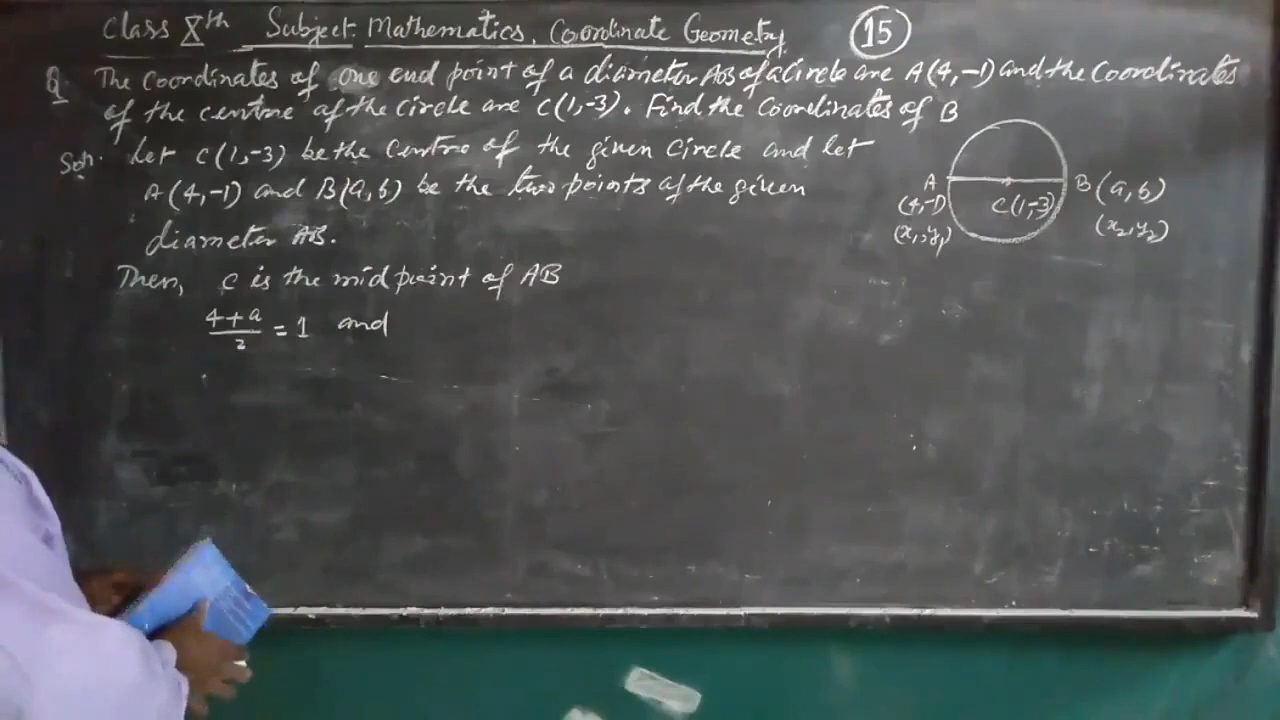 Class Xth Subject: Mathematics, Coordinate Geometry 15
Q The coordinates of one end point of a diameter AB of a circle are A(4,-1) and the coordinates
of the centre of the circle are C(1,-3). Find the coordinates of B
Soln. Let C(1,-3) be the centre of the given circle and let
A(4,-1) and B(a,b) be the two points of the given
diameter AB.
Then, C is the mid point of AB
4+a/2 = 1 and
A B(a,b)
(4,-1) C(1,-3)
(x1,y1) (x2,y2)